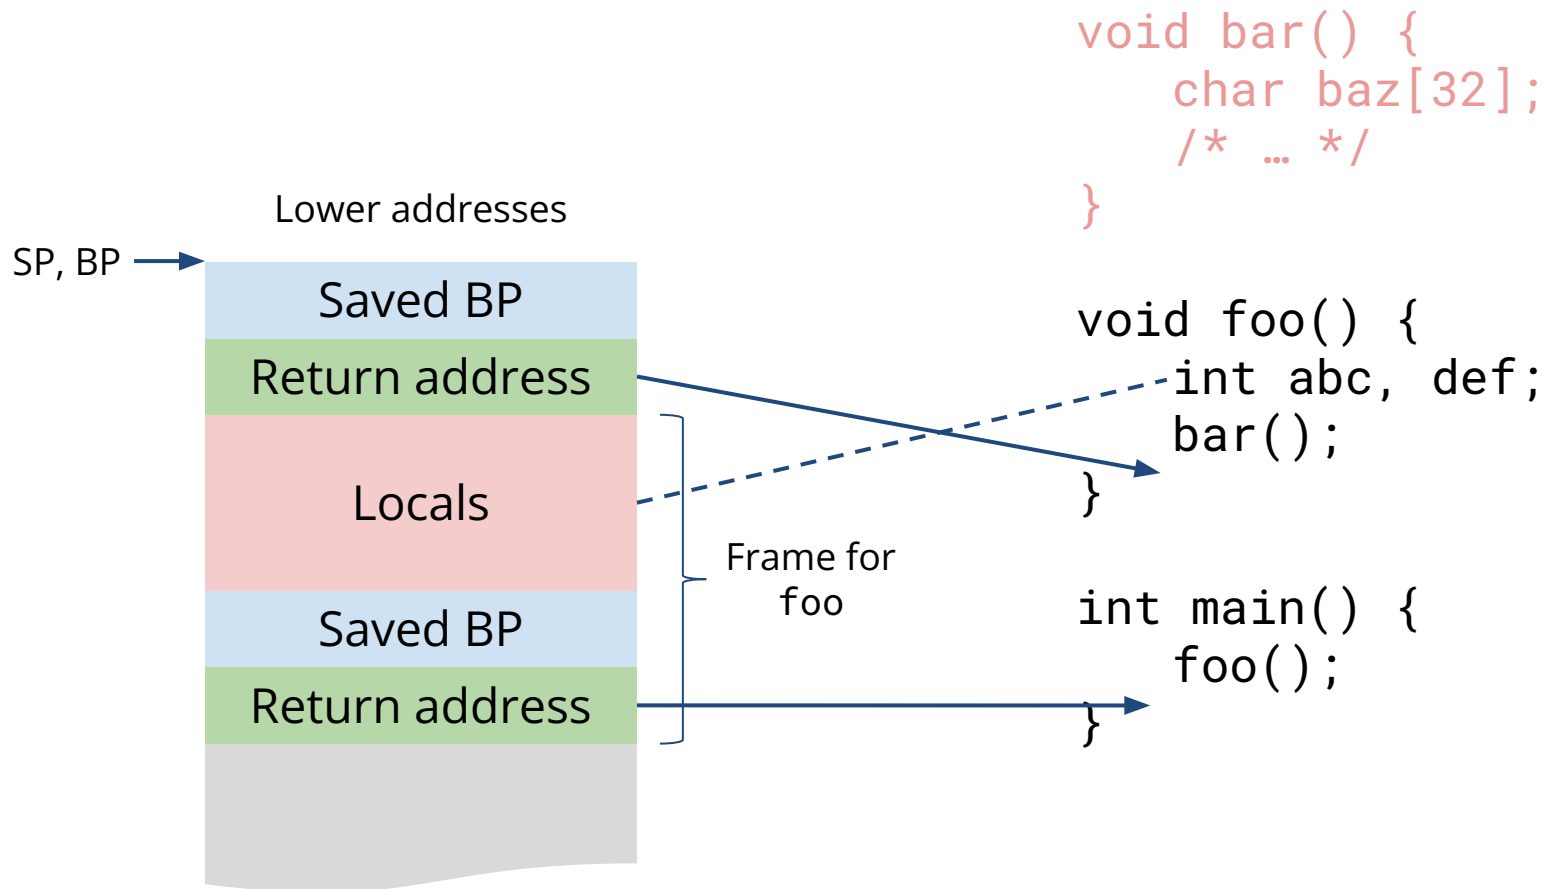 void bar() {
char baz[32];
/* … */
}
Lower addresses
SP, BP
Saved BP
Return address
Locals
Saved BP
Return address
Frame for
foo
void foo() {
int abc, def;
bar();
}
int main() {
foo();
}